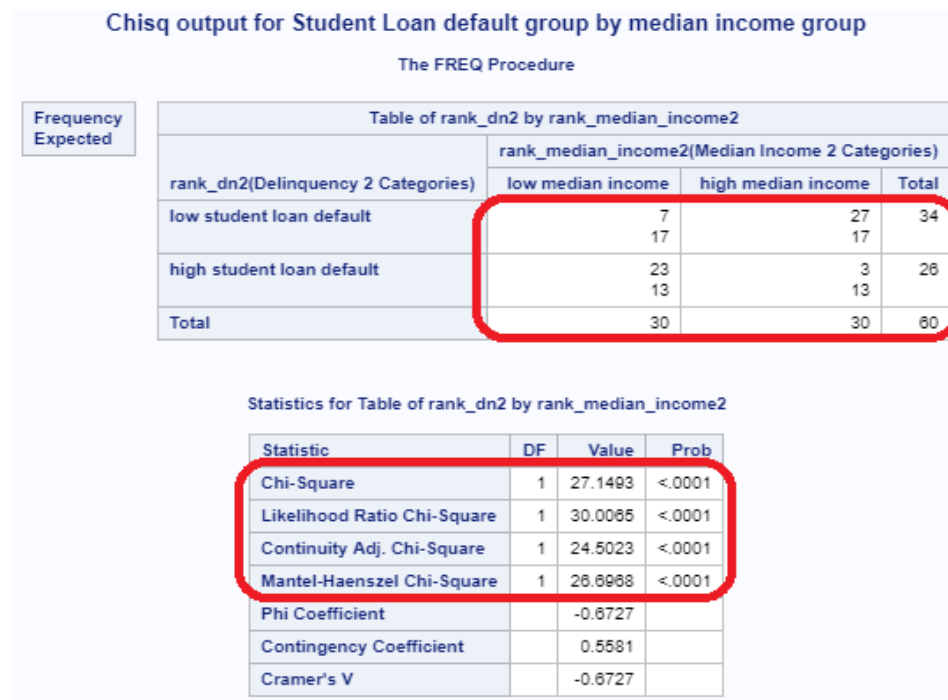 Chisq output for Student Loan default group by median income group
The FREQ Procedure
Frequency
Expected
Table of rank_dn2 by rank_median_income2
rank_median_income2(Median Income 2 Categories)
rank_dn2(Delinquency 2 Categories) low median income high median income Total
low student loan default 7 27 34
17 17
high student loan default 23 3 26
13 13
Total 30 30 60
Statistics for Table of rank_dn2 by rank_median_income2
Statistic DF Value Prob
Chi-Square 1 27.1493 <.0001
Likelihood Ratio Chi-Square 1 30.0065 <.0001
Continuity Adj. Chi-Square 1 24.5023 <.0001
Mantel-Haenszel Chi-Square 1 26.6968 <.0001
Phi Coefficient -0.6727
Contingency Coefficient 0.5581
Cramer's V -0.6727